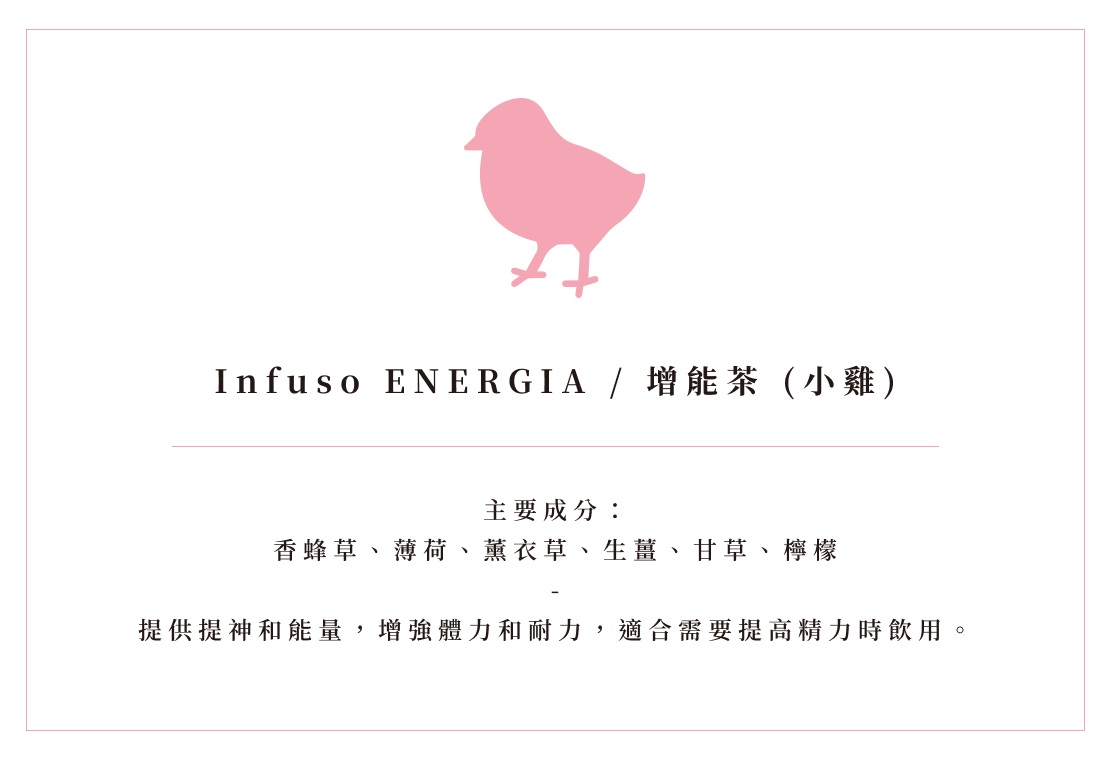 Infuso ENERGIA / 增能茶 (小雞)
主要成分：
香蜂草、薄荷、薰衣草、生薑、甘草、檸檬
-
提供提神和能量，增強體力和耐力，適合需要提高精力時飲用。